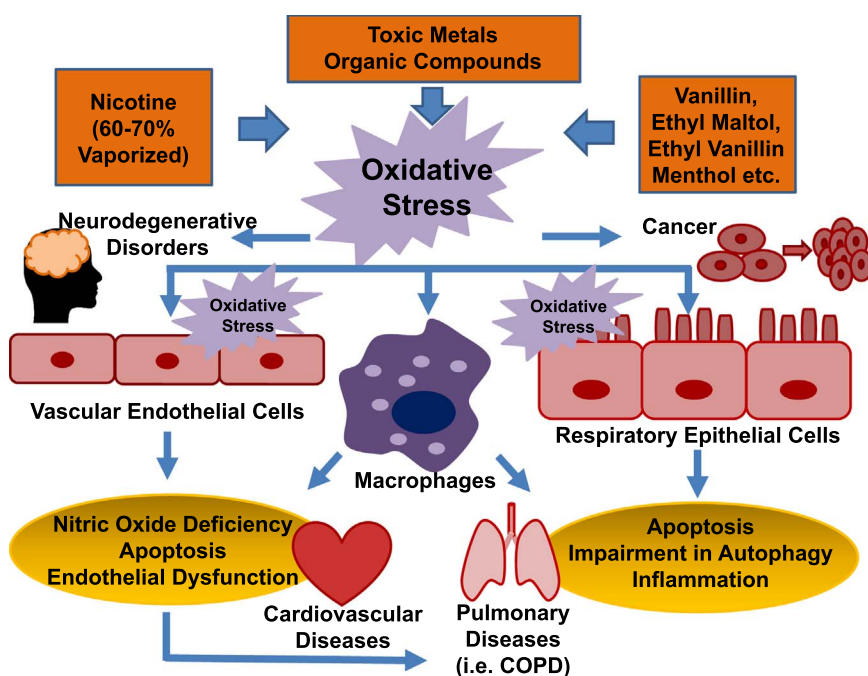 Toxic Metals
Organic Compounds
Nicotine
(60-70%
Vaporized)
Vanillin,
Ethyl Maltol,
Ethyl Vanillin
Menthol etc.
Oxidative
Stress
Neurodegenerative
Disorders
Cancer
Oxidative
Stress
Oxidative
Stress
Vascular Endothelial Cells
Macrophages
Respiratory Epithelial Cells
Nitric Oxide Deficiency
Apoptosis
Endothelial Dysfunction
Apoptosis
Impairment in Autophagy
Inflammation
Cardiovascular
Diseases
Pulmonary
Diseases
(i.e. COPD)